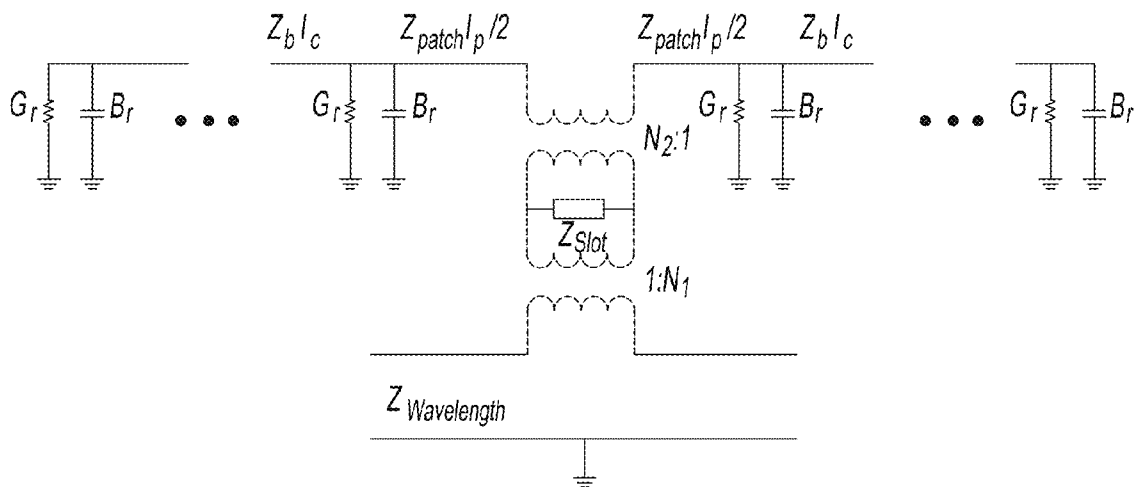 Z_b l_c Z_patch l_p /2 Z_patch l_p /2 Z_b l_c
G_r B_r G_r B_r G_r B_r G_r B_r
N_2:1
Z_Slot
1:N_1
Z_Wavelength